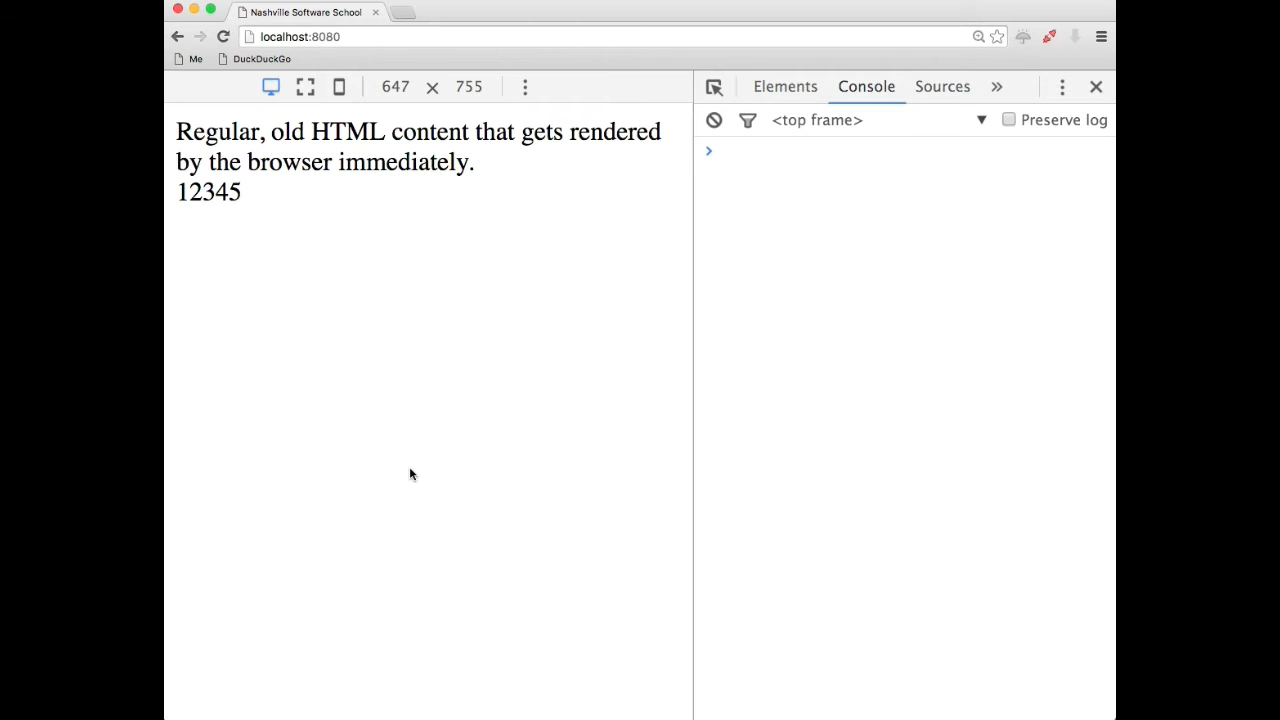 Nashville Software School
localhost:8080
Me DuckDuckGo
647 × 755
Elements Console Sources »
<top frame> ▼ Preserve log
Regular, old HTML content that gets rendered
by the browser immediately.
12345